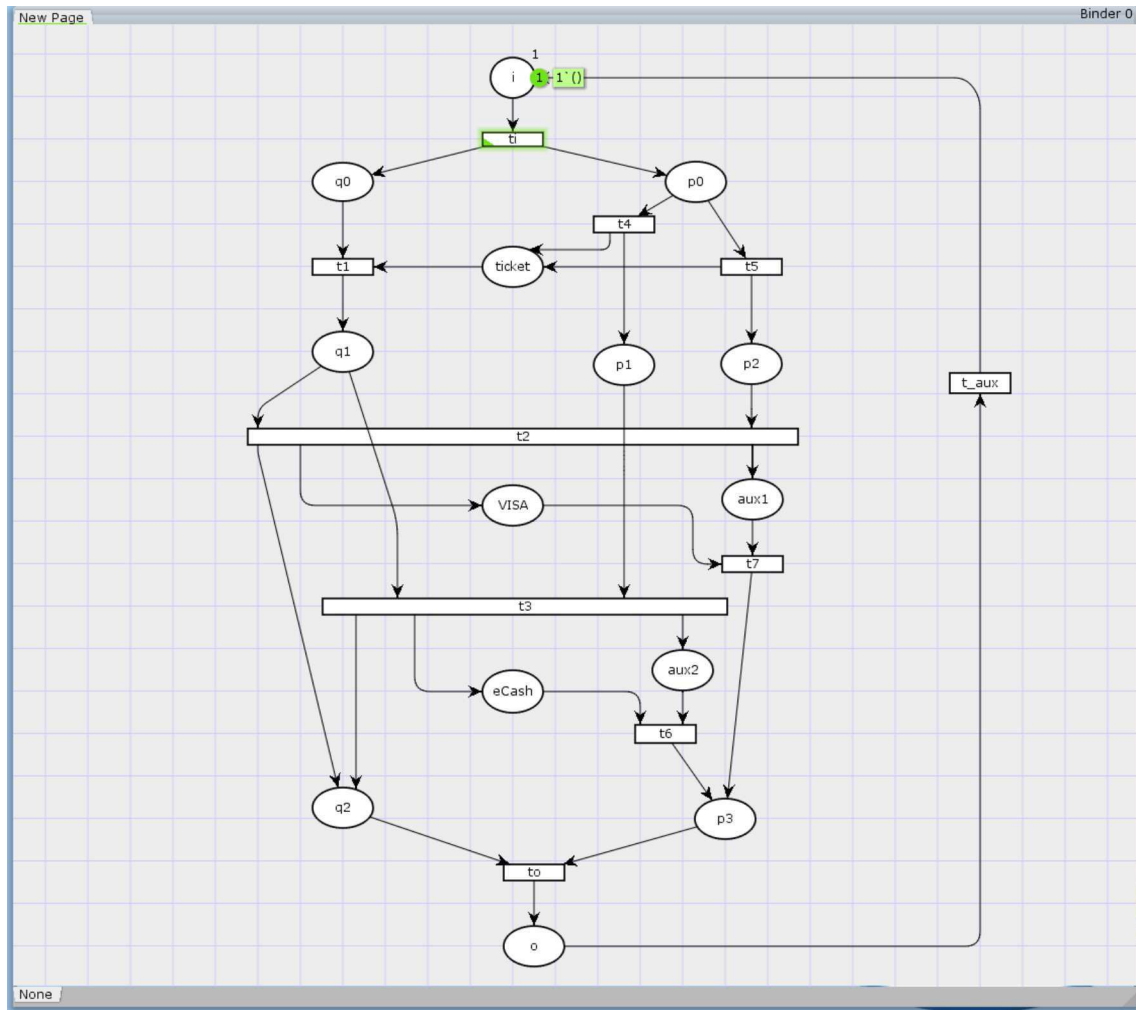 New Page
Binder 0
1
i
1
1`()
ti
q0
p0
t4
t1
ticket
t5
q1
p1
p2
t_aux
t2
VISA
aux1
t7
t3
aux2
eCash
t6
q2
p3
to
o
None